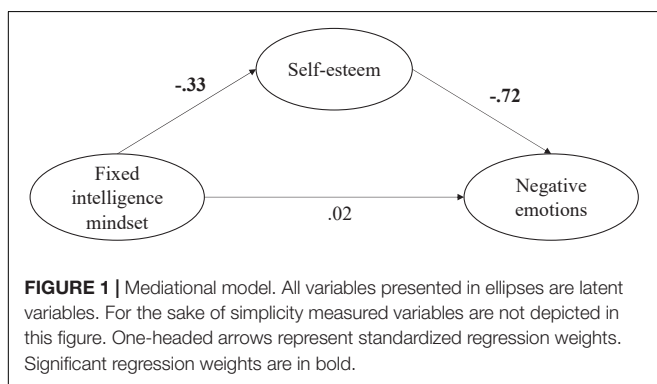 Self-esteem
-.33
-.72
Fixed
intelligence
mindset
Negative
emotions
.02
FIGURE 1 | Mediational model. All variables presented in ellipses are latent
variables. For the sake of simplicity measured variables are not depicted in
this figure. One-headed arrows represent standardized regression weights.
Significant regression weights are in bold.